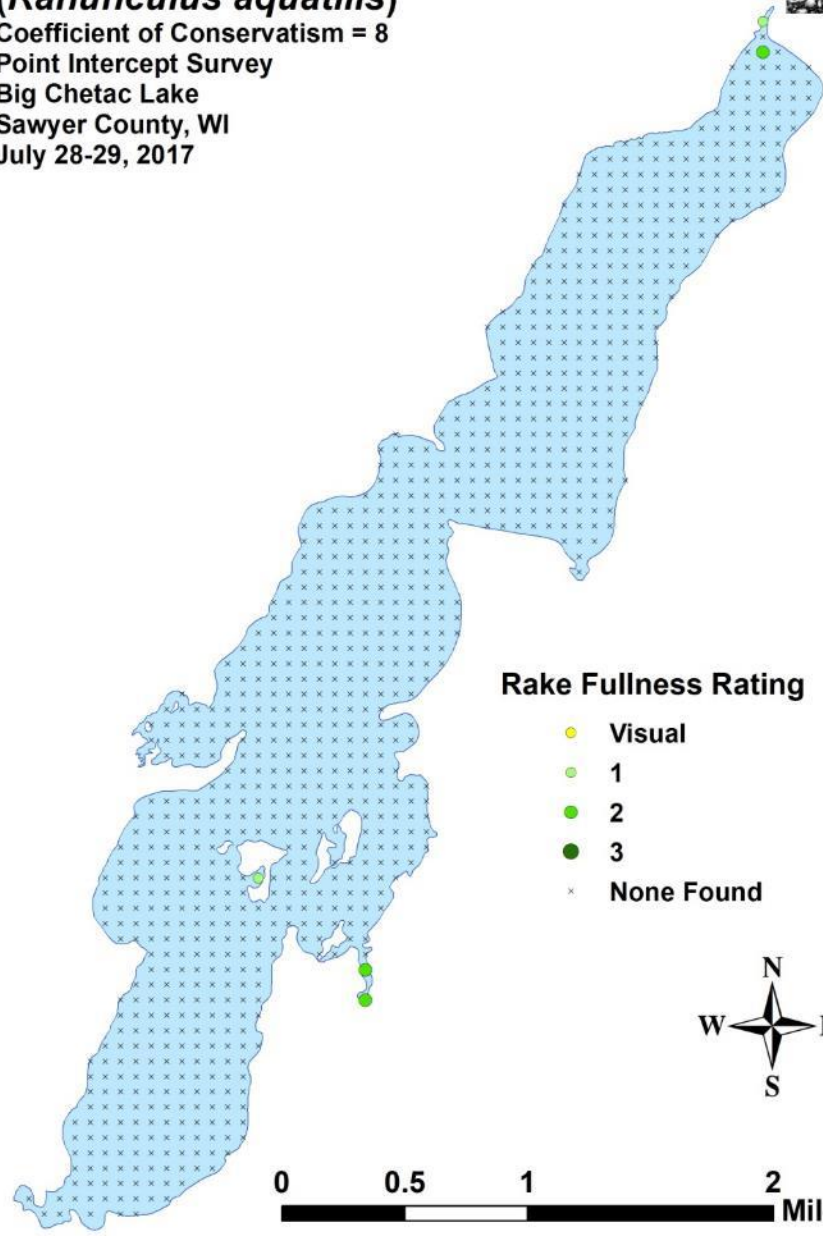 (Ranunculus aquatilis)
Coefficient of Conservatism = 8
Point Intercept Survey
Big Chetac Lake
Sawyer County, WI
July 28-29, 2017
Rake Fullness Rating
Visual
1
2
3
None Found
N
W
S
0 0.5 1 2
Mil